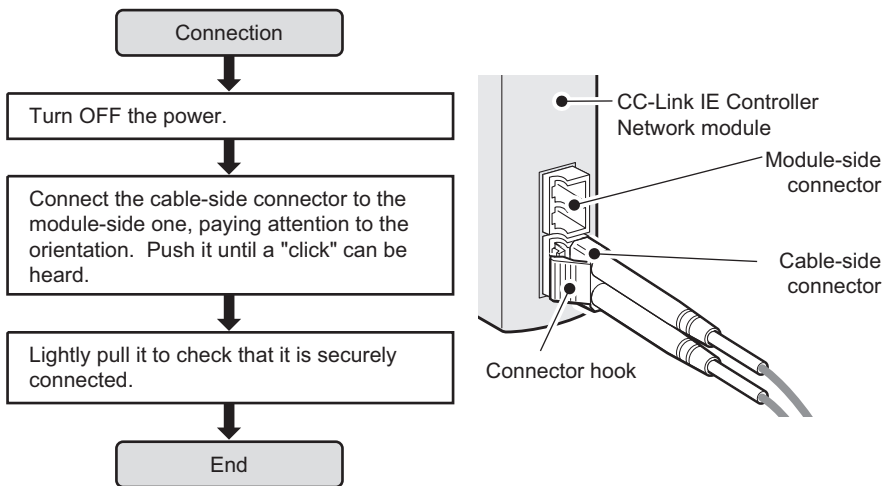 Connection
Turn OFF the power.
Connect the cable-side connector to the
module-side one, paying attention to the
orientation.  Push it until a "click" can be
heard.
Lightly pull it to check that it is securely
connected.
End
CC-Link IE Controller
Network module
Module-side
connector
Cable-side
connector
Connector hook